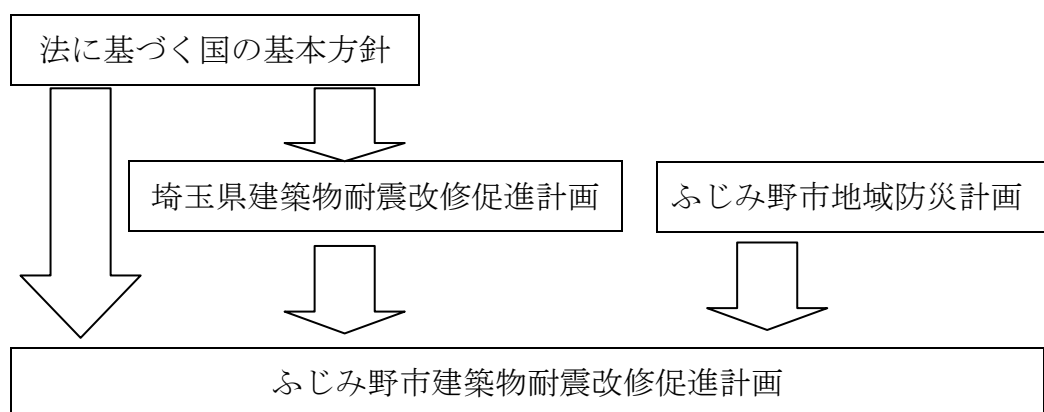 法に基づく国の基本方針
埼玉県建築物耐震改修促進計画
ふじみ野市地域防災計画
ふじみ野市建築物耐震改修促進計画